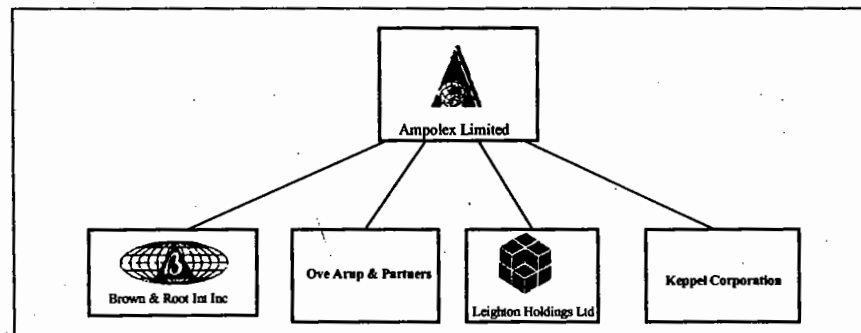 Ampolex Limited
Brown & Root Int Inc
Ove Arup & Partners
Leighton Holdings Ltd
Keppel Corporation